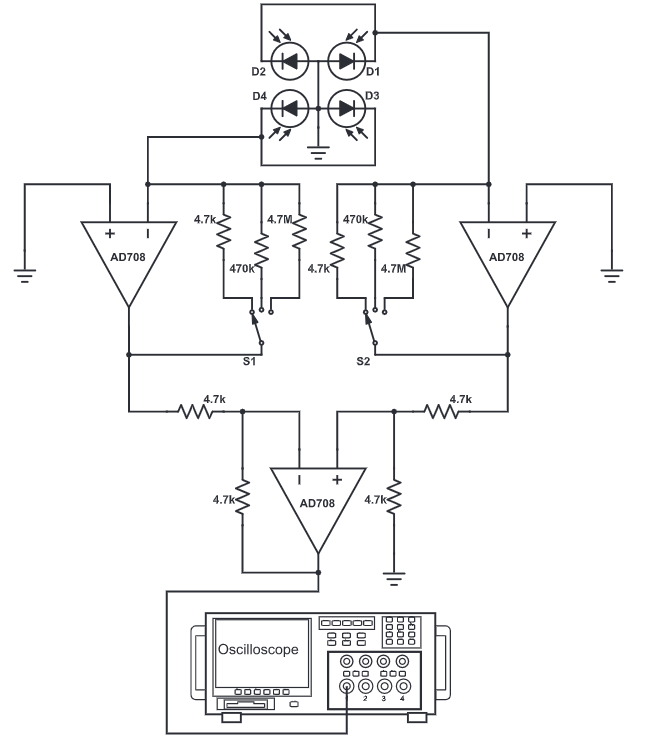 D2 D1
D4 D3
4.7k 4.7M 470k
+ − AD708 470k 4.7k 4.7M − + AD708
S1 S2
4.7k 4.7k
− +
4.7k AD708 4.7k
Oscilloscope
1 2 3 4